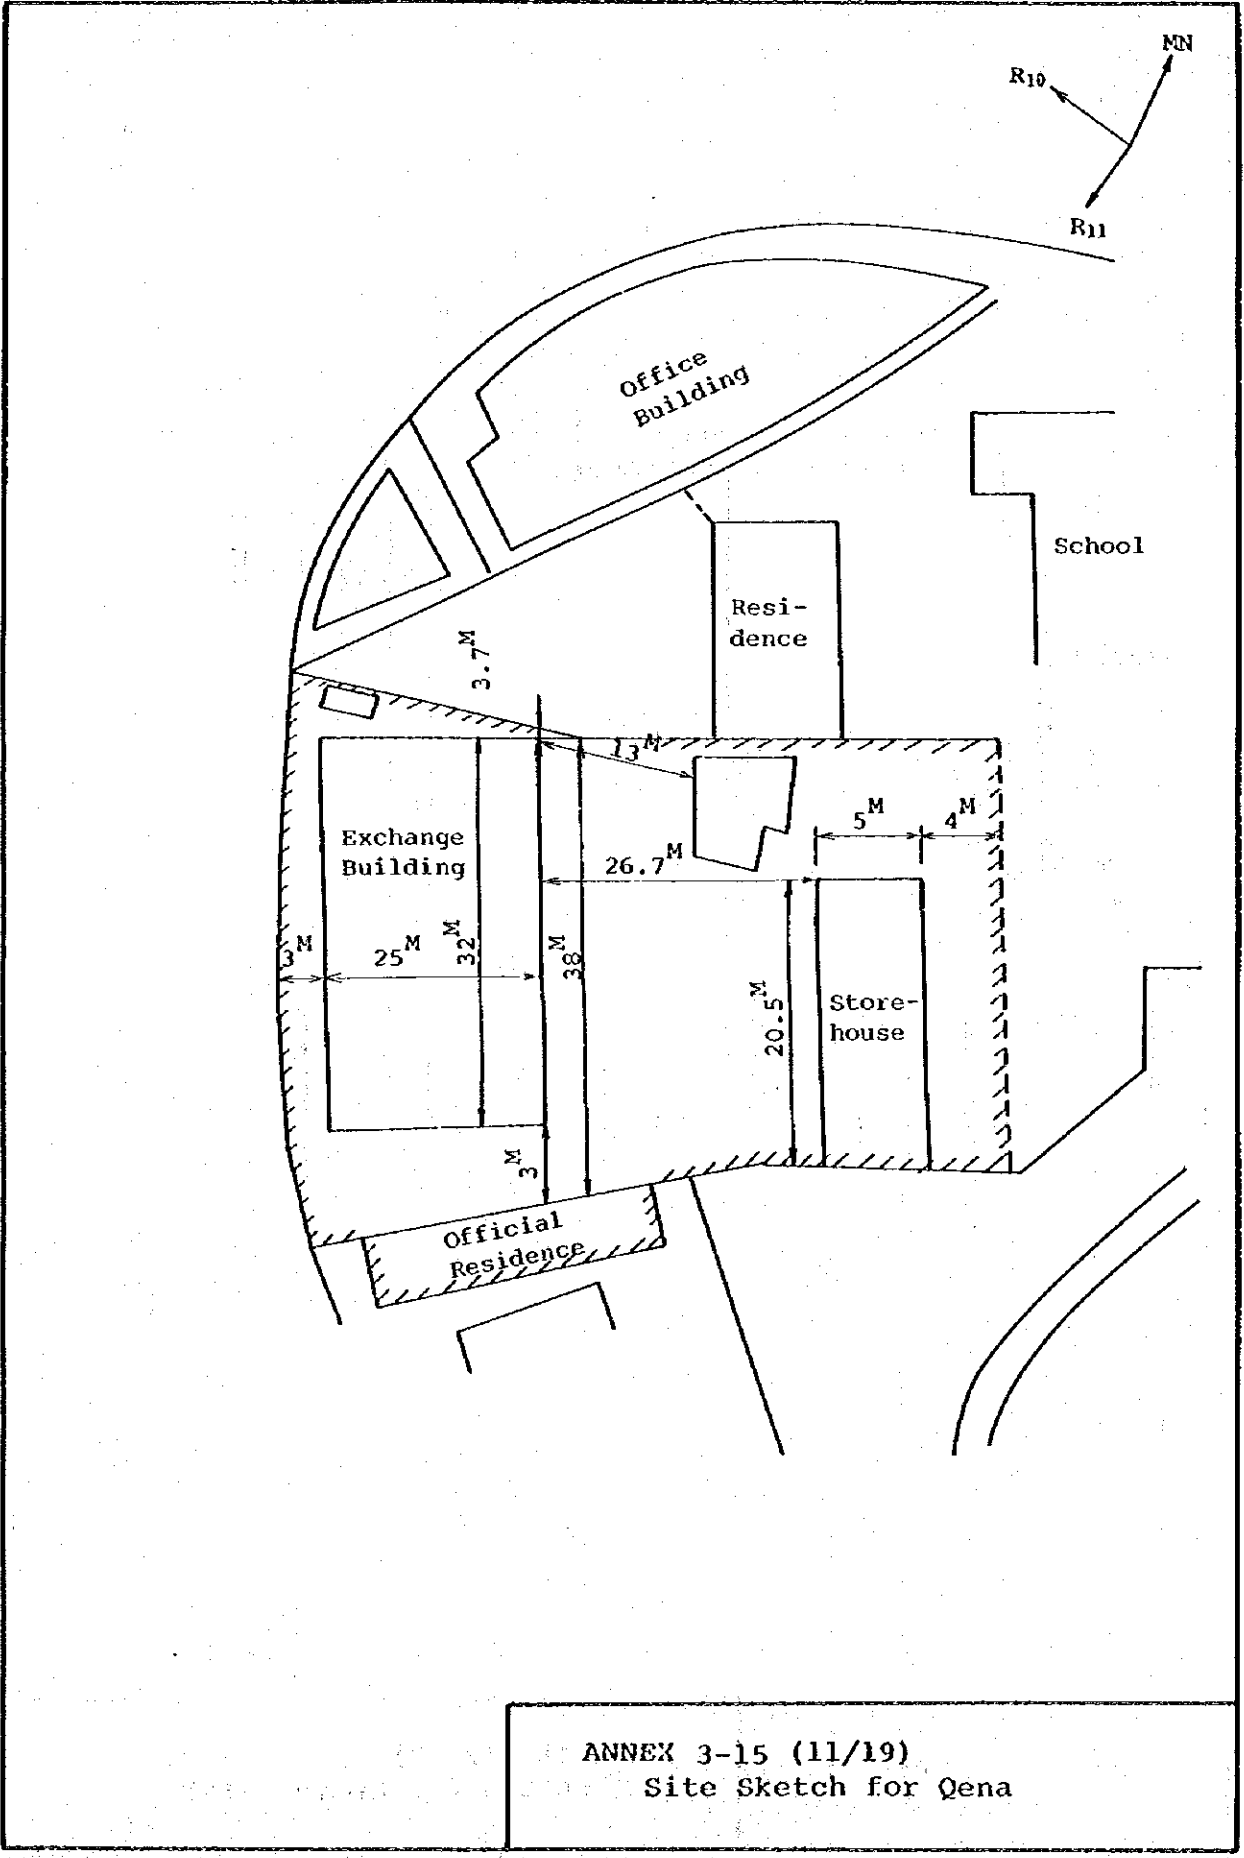 MN
R10
R11
Office
Building
School
Resi-
dence
3.7M
13M
Exchange
Building
5M
4M
26.7M
3M
25M
32M
38M
20.5M
Store-
house
3M
Official
Residence
ANNEX 3-15 (11/19)
Site Sketch for Qena